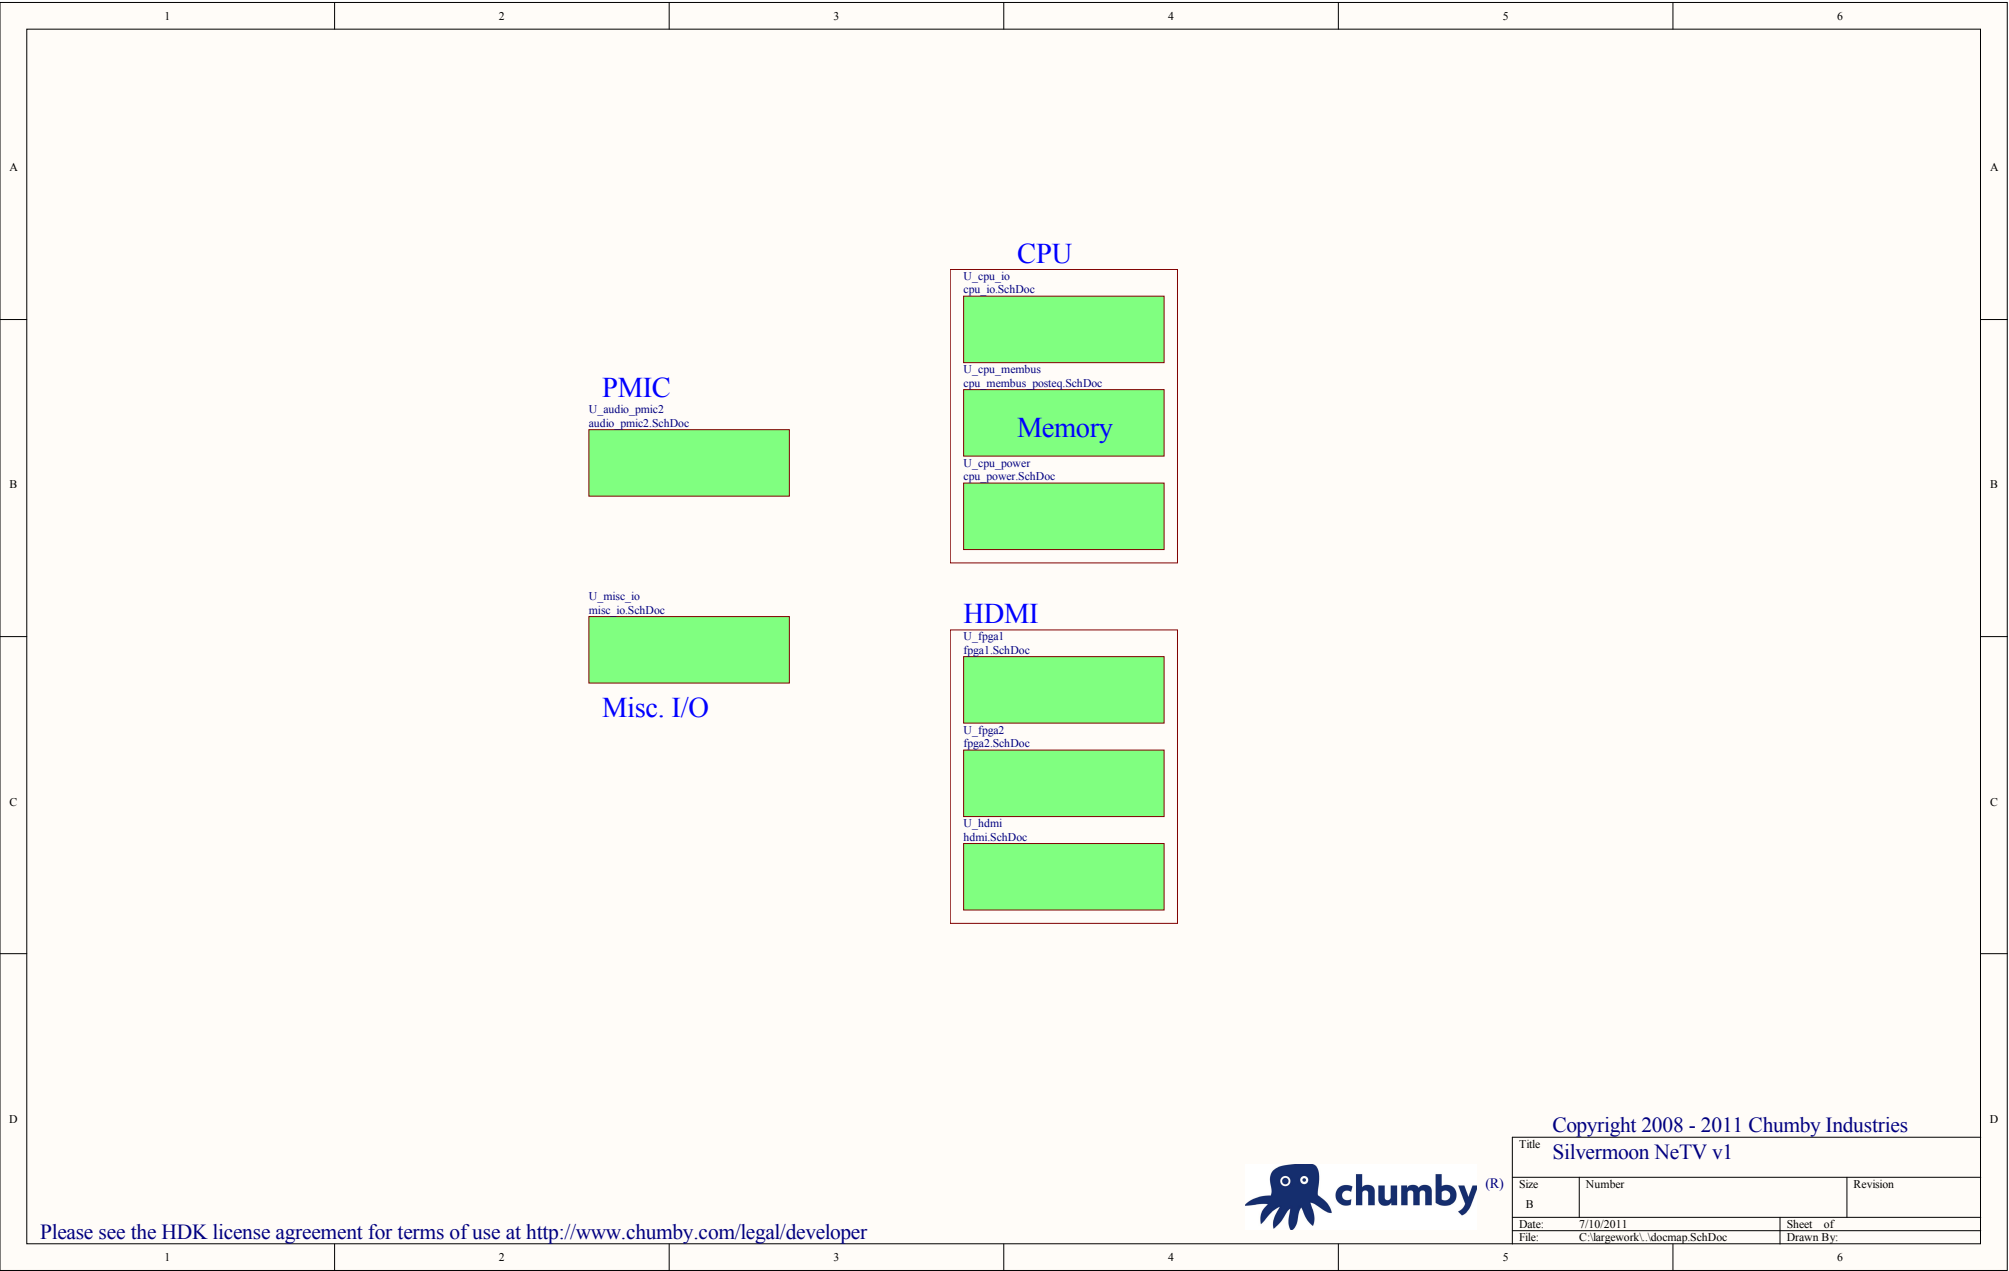 1 2 3 4 5 6
A A
CPU
U_cpu_io
cpu_io.SchDoc
U_cpu_membus
cpu_membus_posteq.SchDoc
Memory
U_cpu_power
cpu_power.SchDoc
PMIC
U_audio_pmic2
audio_pmic2.SchDoc
B B
U_misc_io
misc_io.SchDoc
Misc. I/O
HDMI
U_fpga1
fpga1.SchDoc
U_fpga2
fpga2.SchDoc
U_hdmi
hdmi.SchDoc
C C
D D
Copyright 2008 - 2011 Chumby Industries
Title Silvermoon NeTV v1
chumby (R)
Size Number Revision
B
Date: 7/10/2011 Sheet of
File: C:\largework\..\docmap.SchDoc Drawn By:
Please see the HDK license agreement for terms of use at http://www.chumby.com/legal/developer
1 2 3 4 5 6